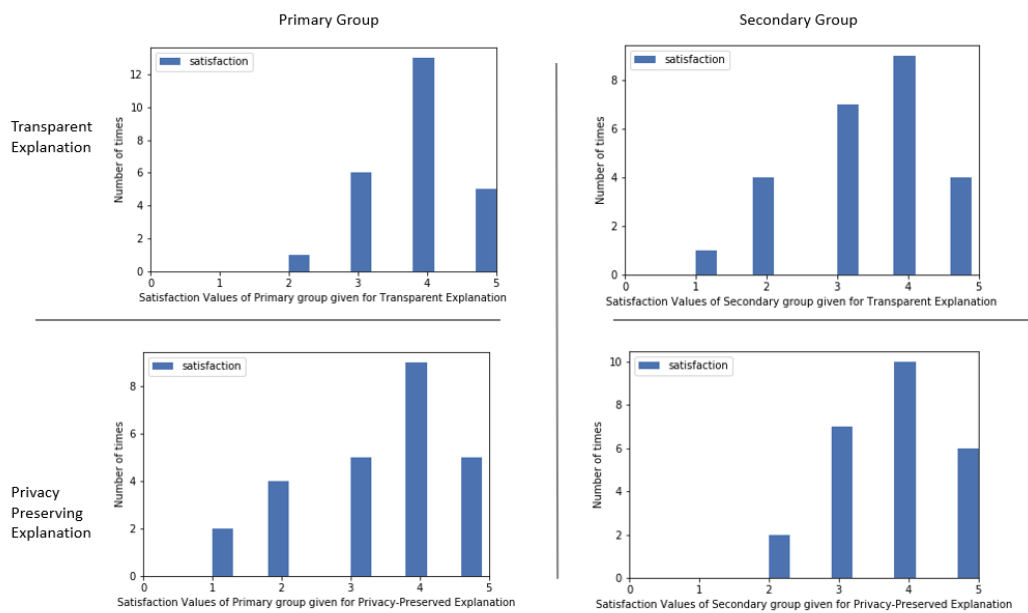 Primary Group
Secondary Group
Transparent
Explanation
satisfaction
Number of times
12
10
8
6
4
2
0
0 1 2 3 4 5
Satisfaction Values of Primary group given for Transparent Explanation
satisfaction
Number of times
8
6
4
2
0
0 1 2 3 4 5
Satisfaction Values of Secondary group given for Transparent Explanation
Privacy
Preserving
Explanation
satisfaction
Number of times
8
6
4
2
0
0 1 2 3 4 5
Satisfaction Values of Primary group given for Privacy-Preserved Explanation
satisfaction
Number of times
10
8
6
4
2
0
0 1 2 3 4 5
Satisfaction Values of Secondary group given for Privacy-Preserved Explanation